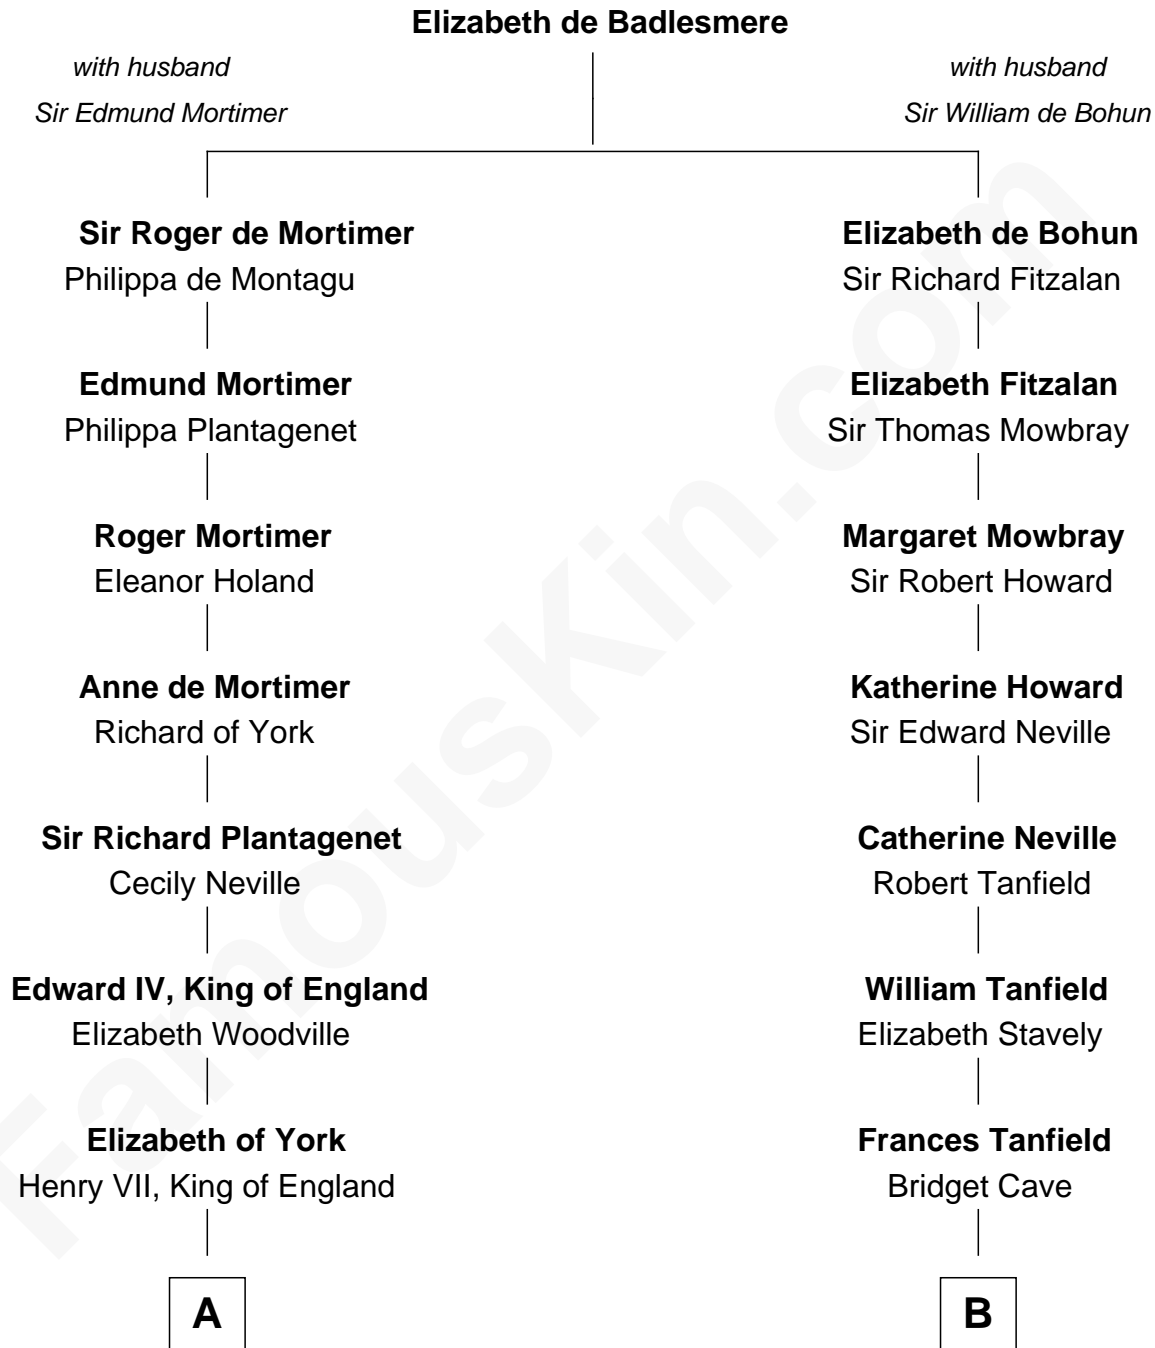 Elizabeth de Badlesmere
with husband
Sir Edmund Mortimer
with husband
Sir William de Bohun
Sir Roger de Mortimer
Philippa de Montagu
Elizabeth de Bohun
Sir Richard Fitzalan
Edmund Mortimer
Philippa Plantagenet
Elizabeth Fitzalan
Sir Thomas Mowbray
Roger Mortimer
Eleanor Holand
Margaret Mowbray
Sir Robert Howard
Anne de Mortimer
Richard of York
Katherine Howard
Sir Edward Neville
Sir Richard Plantagenet
Cecily Neville
Catherine Neville
Robert Tanfield
Edward IV, King of England
Elizabeth Woodville
William Tanfield
Elizabeth Stavely
Elizabeth of York
Henry VII, King of England
Frances Tanfield
Bridget Cave
A
B
FamousKin.com